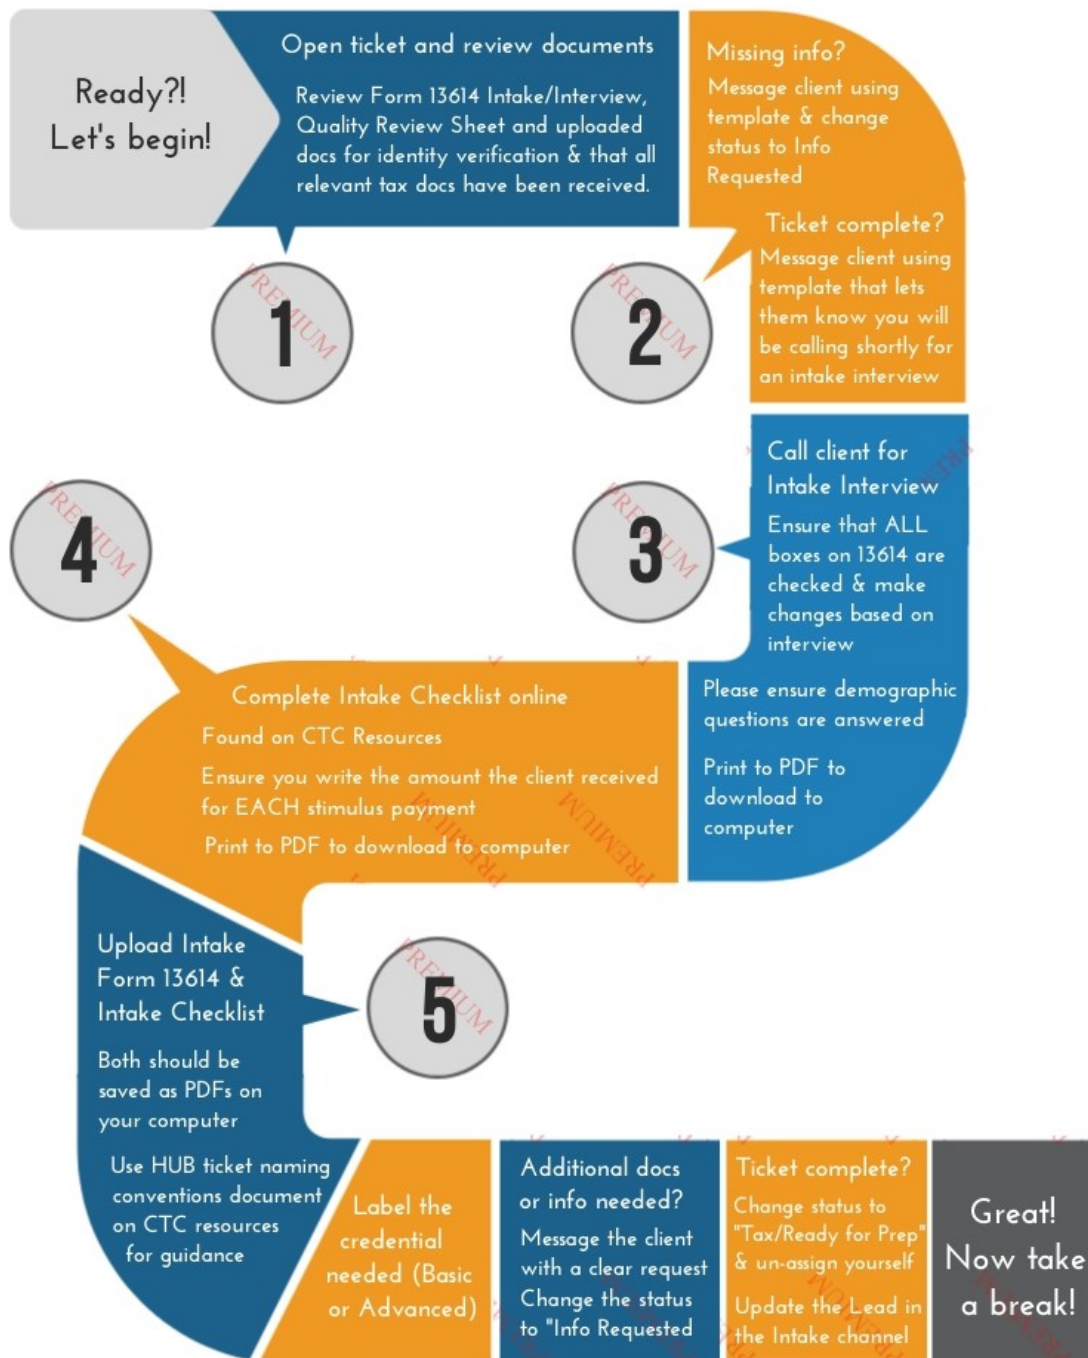 Ready?!
Let's begin!
Open ticket and review documents
Review Form 13614 Intake/Interview,
Quality Review Sheet and uploaded
docs for identity verification & that all
relevant tax docs have been received.
PREMIUM
1
Missing info?
Message client using
template & change
status to Info
Requested
Ticket complete?
Message client using
template that lets
them know you will
be calling shortly for
an intake interview
PREMIUM
2
Call client for
Intake Interview
Ensure that ALL
boxes on 13614 are
checked & make
changes based on
interview
Please ensure demographic
questions are answered
Print to PDF to
download to
computer
PREMIUM
3
PREMIUM
4
Complete Intake Checklist online
Found on CTC Resources
Ensure you write the amount the client received
for EACH stimulus payment
Print to PDF to download to computer
PREMIUM
PREMIUM
Upload Intake
Form 13614 &
Intake Checklist
Both should be
saved as PDFs on
your computer
Use HUB ticket naming
conventions document
on CTC resources
for guidance
PREMIUM
5
Label the
credential
needed (Basic
or Advanced)
Additional docs
or info needed?
Message the client
with a clear request
Change the status
to "Info Requested
Ticket complete?
Change status to
"Tax/Ready for Prep"
& un-assign yourself
Update the Lead in
the Intake channel
Great!
Now take
a break!